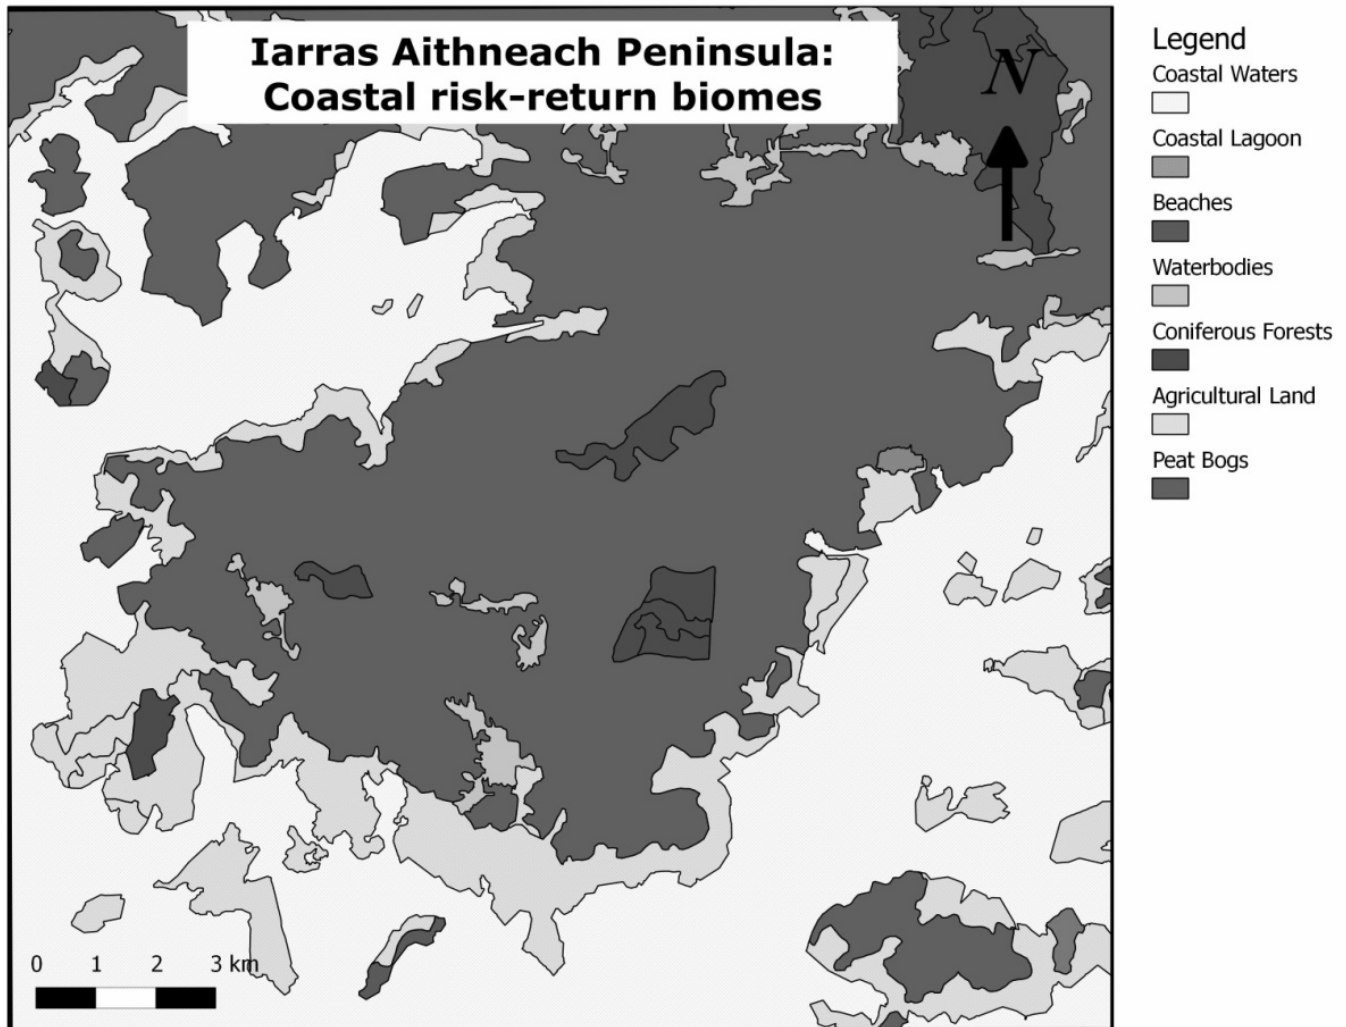 Iarras Aithneach Peninsula:
Coastal risk-return biomes
N
Legend
Coastal Waters
Coastal Lagoon
Beaches
Waterbodies
Coniferous Forests
Agricultural Land
Peat Bogs
0 1 2 3 km